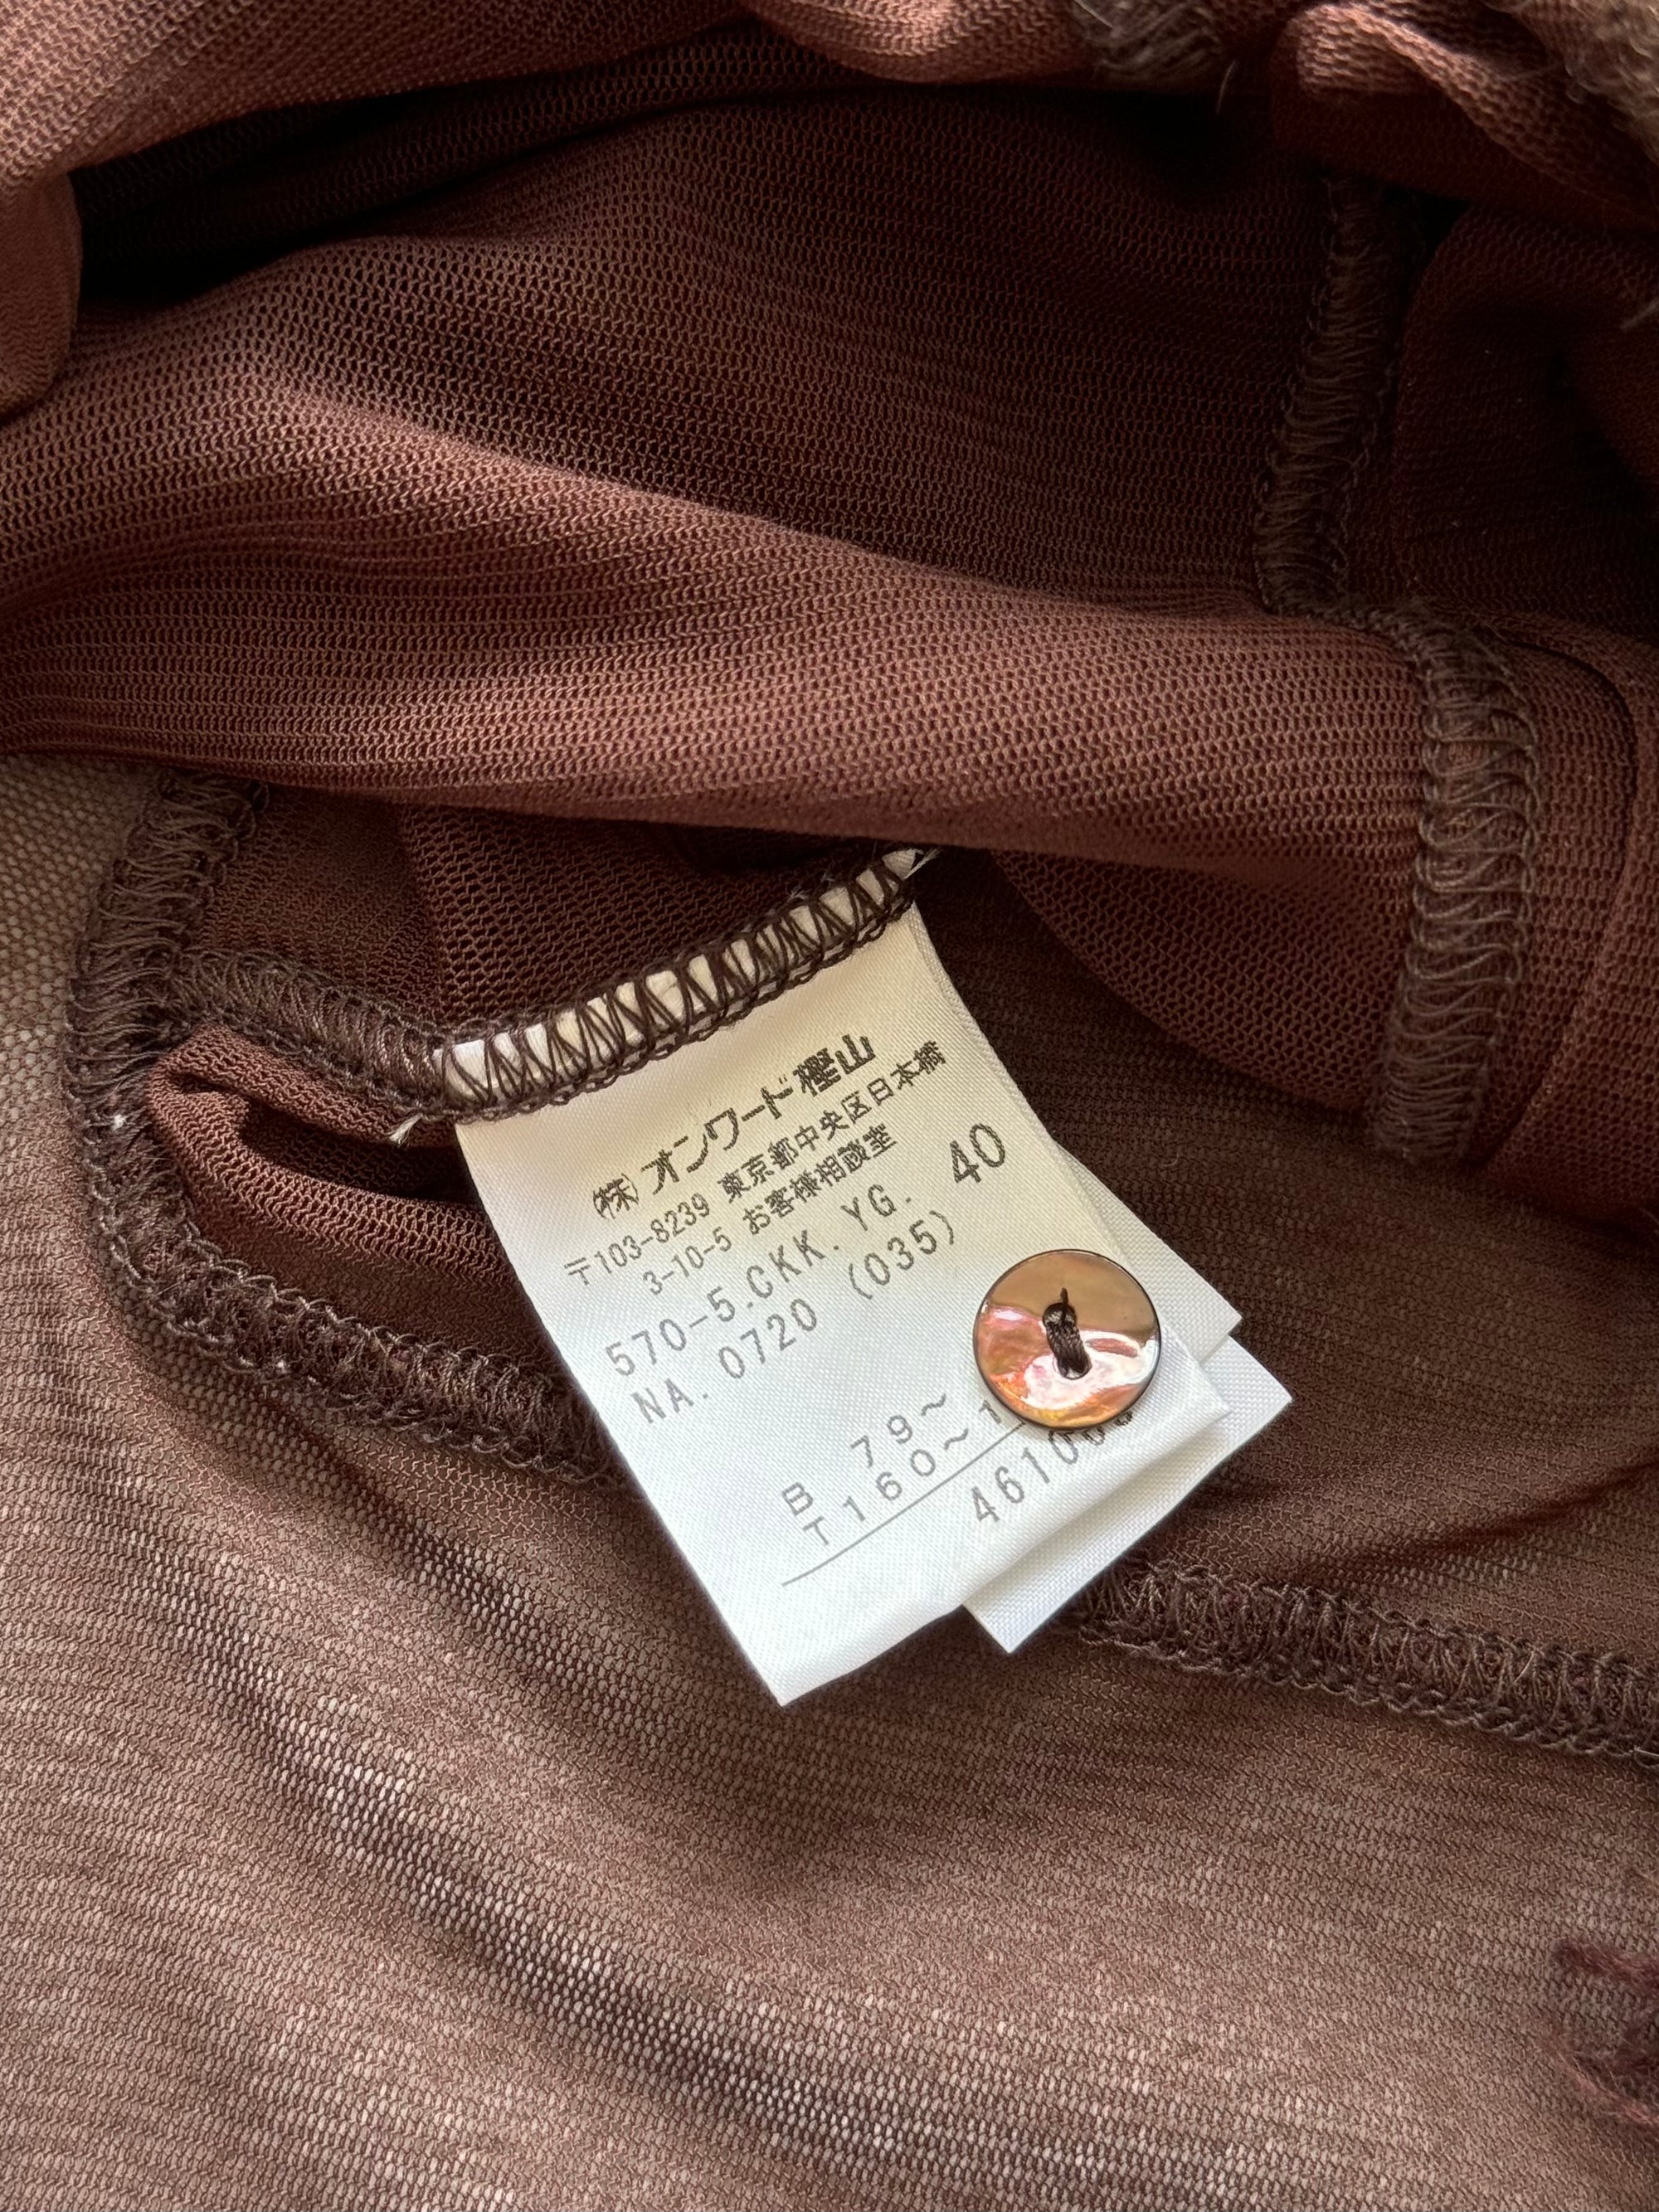 (株)オンワード樫山
〒103-8239 東京都中央区日本橋
3-10-5 お客様相談室
570-5.CKK.YG. 40
NA.0720 (035)
B 79~
T160~1
4610